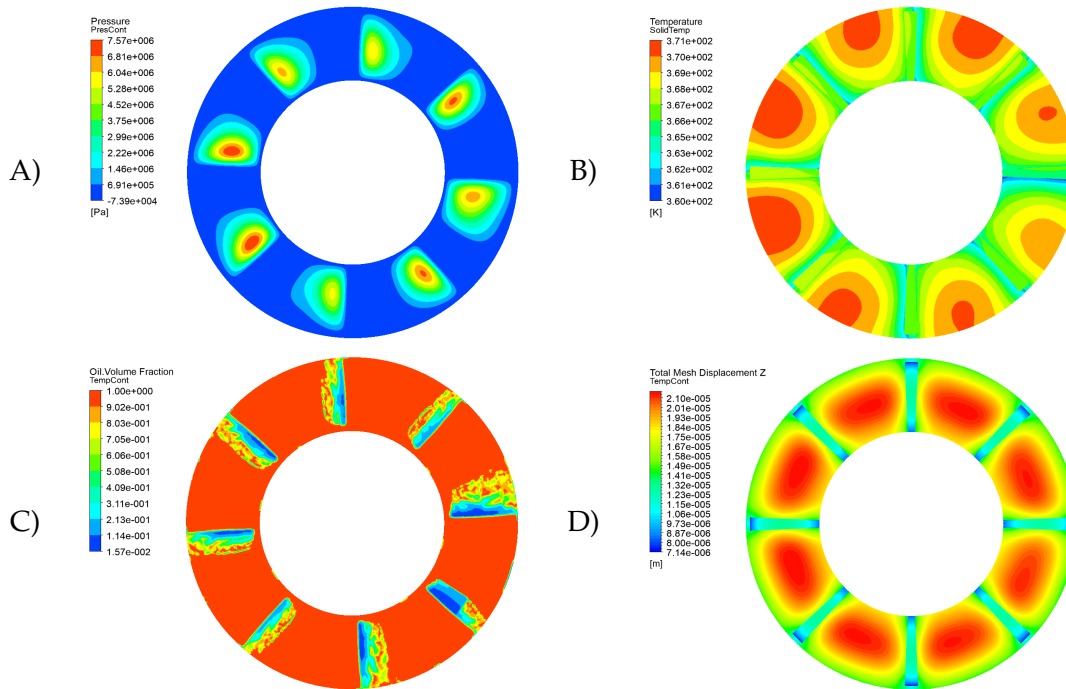 A)
Pressure
PresCont
7.57e+006
6.81e+006
6.04e+006
5.28e+006
4.52e+006
3.75e+006
2.99e+006
2.22e+006
1.46e+006
6.91e+005
-7.39e+004
[Pa]
B)
Temperature
SolidTemp
3.71e+002
3.70e+002
3.69e+002
3.68e+002
3.67e+002
3.66e+002
3.65e+002
3.63e+002
3.62e+002
3.61e+002
3.60e+002
[K]
C)
Oil.Volume Fraction
TempCont
1.00e+000
9.02e-001
8.03e-001
7.05e-001
6.06e-001
5.08e-001
4.09e-001
3.11e-001
2.13e-001
1.14e-001
1.57e-002
D)
Total Mesh Displacement Z
TempCont
2.10e-005
2.01e-005
1.93e-005
1.84e-005
1.75e-005
1.67e-005
1.58e-005
1.49e-005
1.41e-005
1.32e-005
1.23e-005
1.15e-005
1.06e-005
9.73e-006
8.86e-006
8.00e-006
7.14e-006
[m]